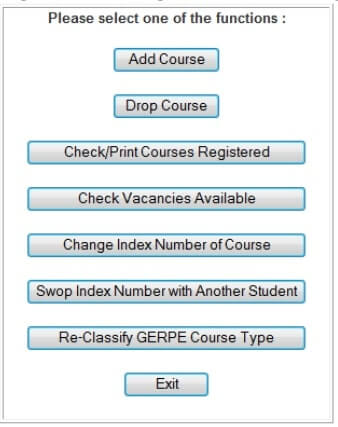 Please select one of the functions :
Add Course
Drop Course
Check/Print Courses Registered
Check Vacancies Available
Change Index Number of Course
Swop Index Number with Another Student
Re-Classify GERPE Course Type
Exit